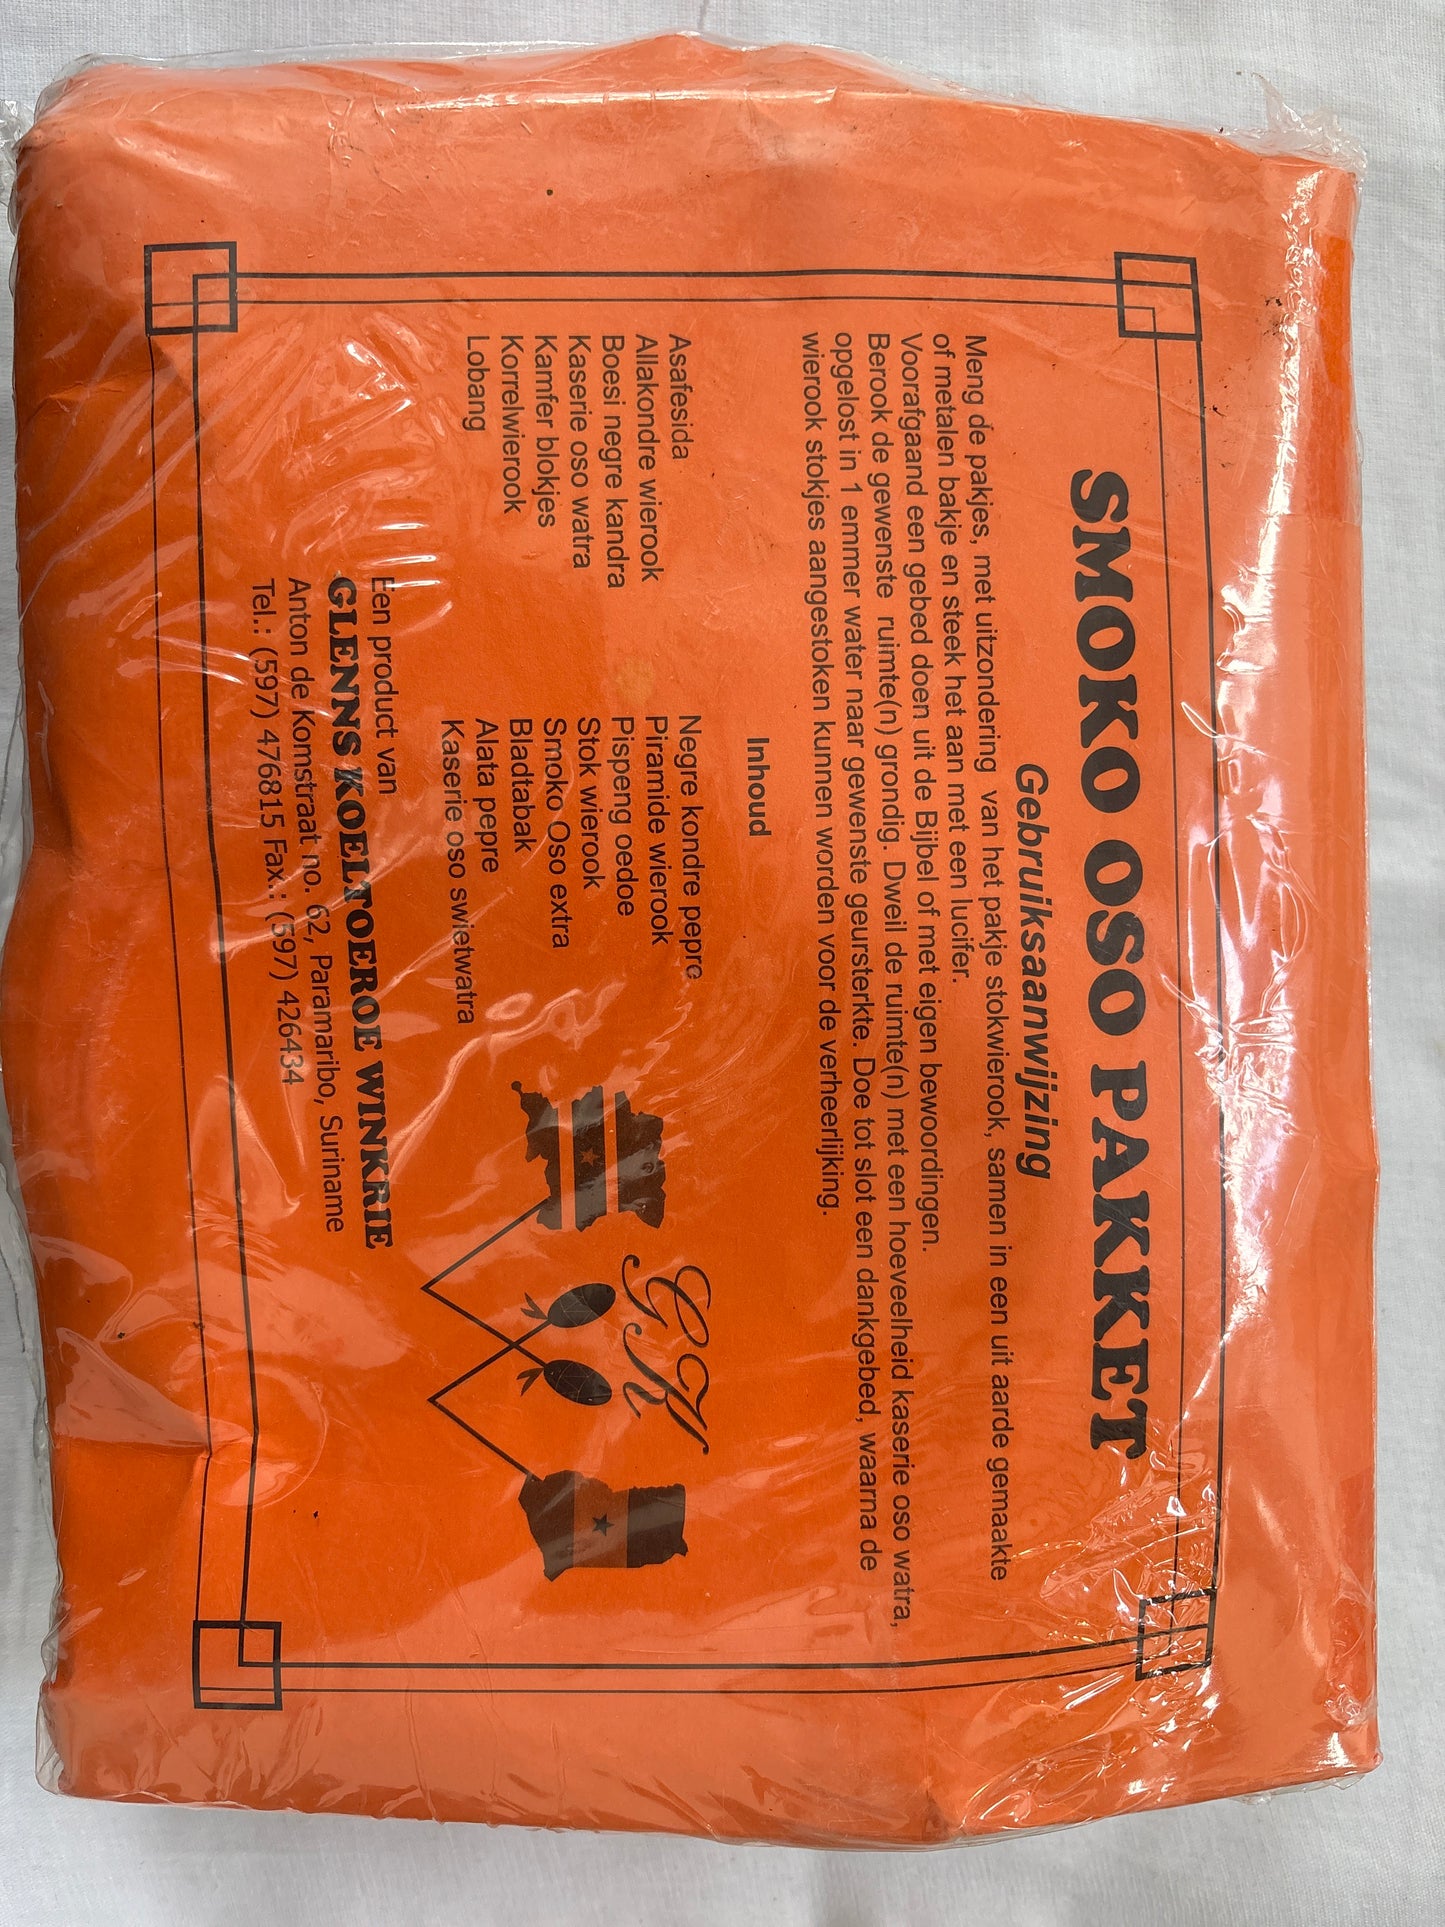 SMOKO OSO PAKKET
Gebruiksaanwijzing
Meng de pakjes, met uitzondering van het pakje stokwierook, samen in een uit aarde gemaakte
of metalen bakje en steek het aan met een lucifer.
Voorafgaand een gebed doen uit de Bijbel of met eigen bewoordingen.
Berook de gewenste ruimte(n) grondig. Dweil de ruimte(n) met een hoeveelheid kaserie oso watra,
opgelost in 1 emmer water naar gewenste geursterkte. Doe tot slot een dankgebed, waarna de
wierook stokjes aangestoken kunnen worden voor de verheerlijking.
Inhoud
Asafesida
Allakondre wierook
Boesi negre kandra
Kaserie oso watra
Kamfer blokjes
Korrelwierook
Lobang
Negre kondre pepre
Piramide wierook
Pispeng oedoe
Stok wierook
Smoko Oso extra
Bladtabak
Alata pepre
Kaserie oso swietwatra
GK
Een product van
GLENNS KOELTOEROE WINKRIE
Anton de Komstraat no. 62, Paramaribo, Suriname
Tel.: (597) 476815 Fax.: (597) 426434